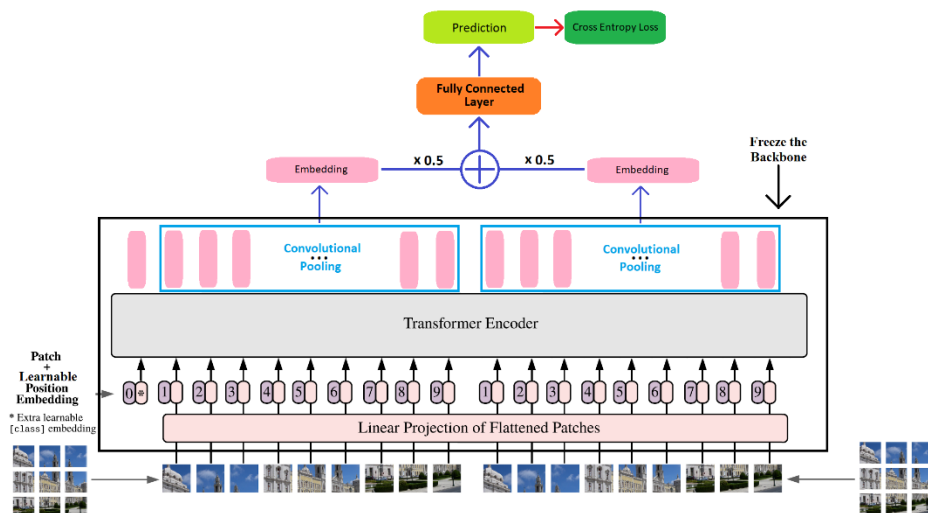 Prediction
Cross Entropy Loss
Fully Connected
Layer
x 0.5
x 0.5
Freeze the
Backbone
Embedding
Embedding
Convolutional
...
Pooling
Convolutional
...
Pooling
Transformer Encoder
Patch
+
Learnable
Position
Embedding
0 * 1 2 3 4 5 6 7 8 9 1 2 3 4 5 6 7 8 9
* Extra learnable
[class] embedding
Linear Projection of Flattened Patches